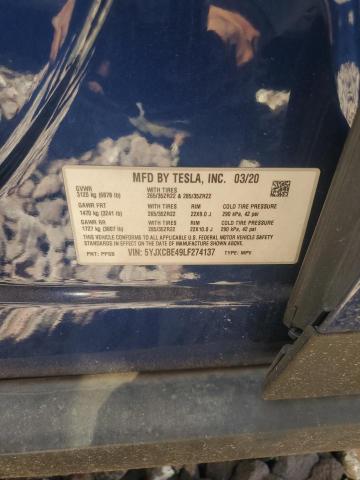 MFD BY TESLA, INC. 03/20
GVWR WITH TIRES
3120 kg (6878 lb) 265/35ZR22 & 285/35ZR22
GAWR FRT WITH TIRES RIM COLD TIRE PRESSURE
1470 kg (3241 lb) 265/35ZR22 22X9.0 J 290 kPa, 42 psi
GAWR RR WITH TIRES RIM COLD TIRE PRESSURE
1727 kg (3807 lb) 285/35ZR22 22X10.0 J 290 kPa, 42 psi
THIS VEHICLE CONFORMS TO ALL APPLICABLE U.S. FEDERAL MOTOR VEHICLE SAFETY
STANDARDS IN EFFECT ON THE DATE OF MANUFACTURE SHOWN ABOVE.
PNT: PPSB VIN: 5YJXCBE49LF274137 TYPE: MPV